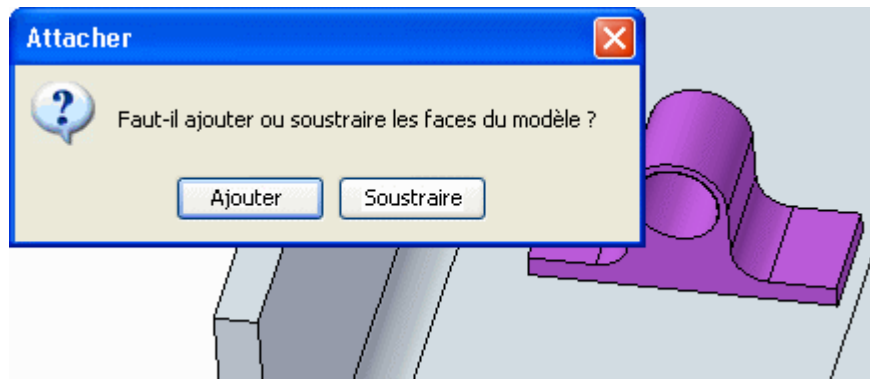 Attacher
Faut-il ajouter ou soustraire les faces du modèle ?
Ajouter
Soustraire